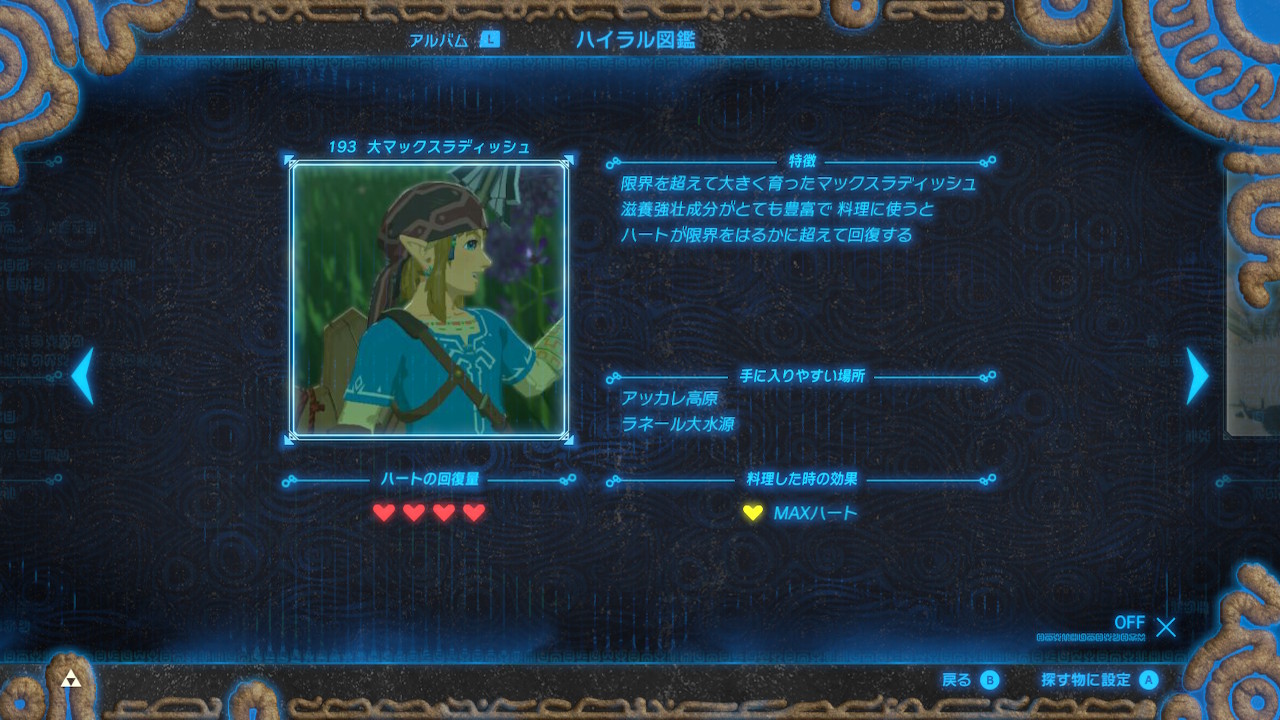 アルバム L
ハイラル図鑑
193 大マックスラディッシュ
特徴
限界を超えて大きく育ったマックスラディッシュ
滋養強壮成分がとても豊富で 料理に使うと
ハートが限界をはるかに超えて回復する
手に入りやすい場所
アッカレ高原
ラネール大水源
ハートの回復量
料理した時の効果
MAXハート
OFF
戻る B
探す物に設定 A